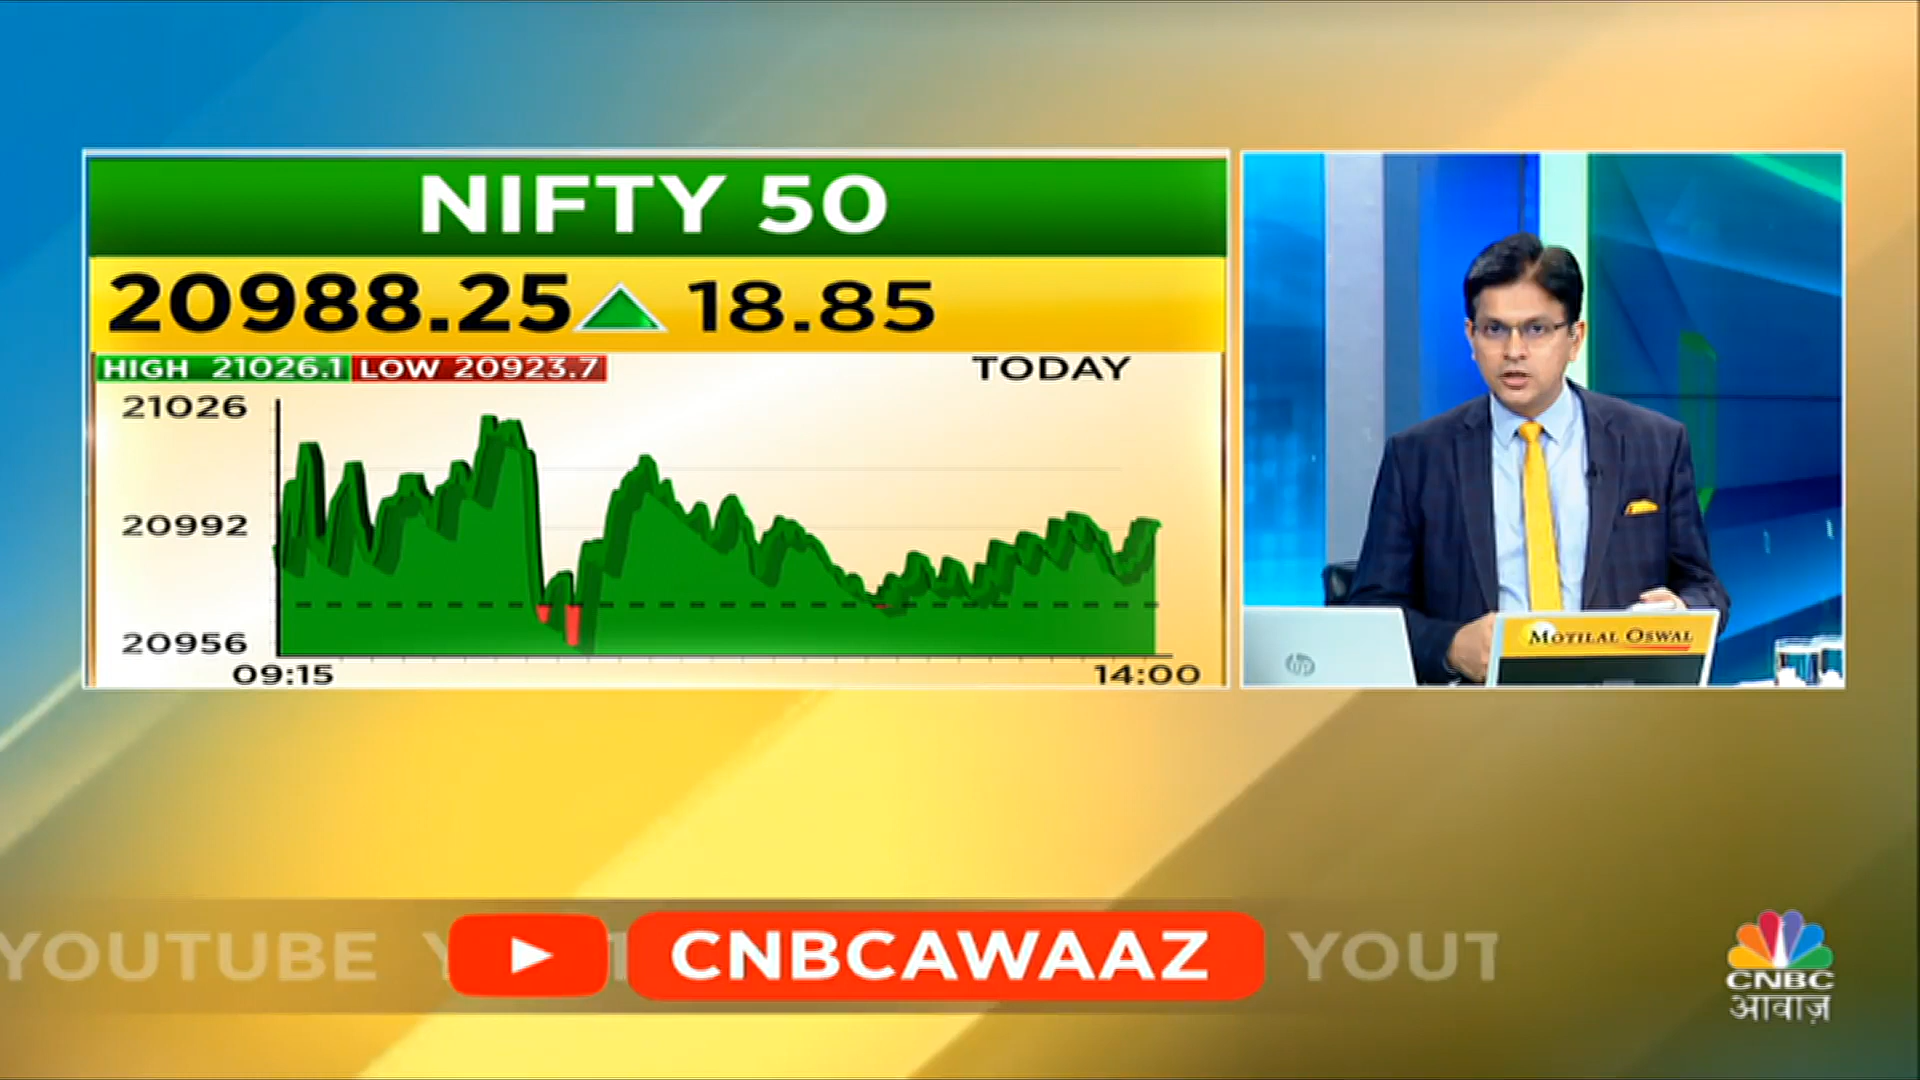 NIFTY 50
20988.25 18.85
HIGH 21026.1 LOW 20923.7 TODAY
21026
20992
20956
09:15 14:00
hp
MOTILAL OSWAL
YOUTUBE CNBCAWAAZ YOUT
CNBC
आवाज़